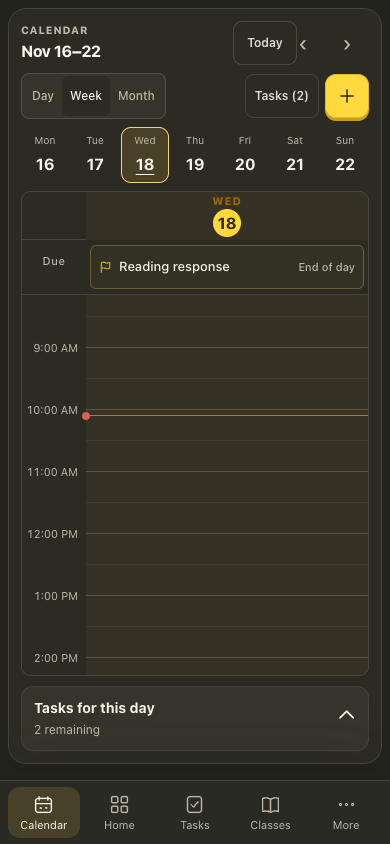 CALENDAR
Nov 16–22
Today
Day Week Month
Tasks (2)
Mon Tue Wed Thu Fri Sat Sun
16 17 18 19 20 21 22
WED
18
Due
Reading response End of day
9:00 AM
10:00 AM
11:00 AM
12:00 PM
1:00 PM
2:00 PM
Tasks for this day
2 remaining
Calendar Home Tasks Classes More